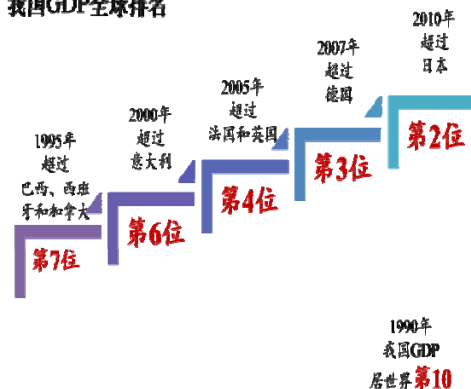 我国GDP全球排名
1995年
超过
巴西、西班
牙和加拿大
第7位
2000年
超过
意大利
第6位
2005年
超过
法国和英国
第4位
2007年
超过
德国
第3位
2010年
超过
日本
第2位
1990年
我国GDP
居世界第10